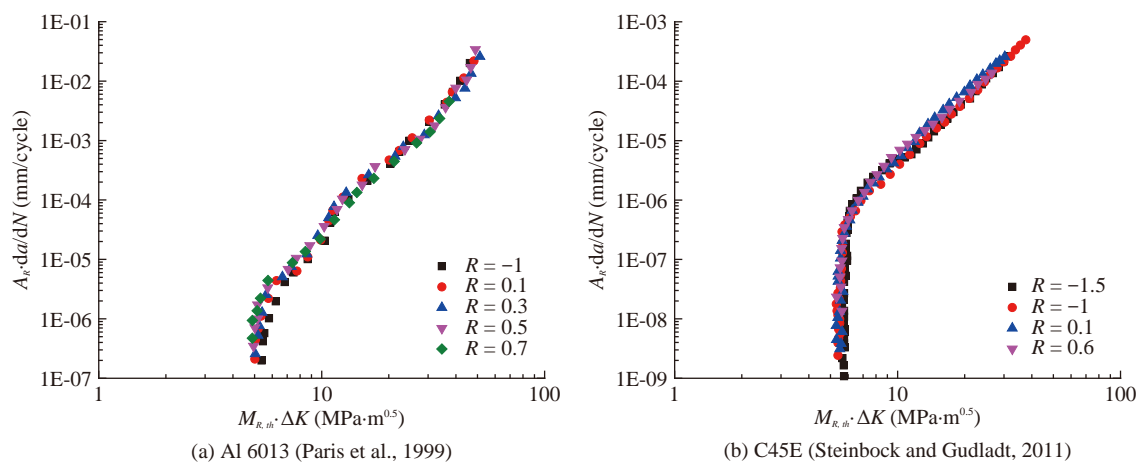 1E-01
1E-02
1E-03
1E-04
1E-05
1E-06
1E-07
A_R·da/dN (mm/cycle)
R = −1
R = 0.1
R = 0.3
R = 0.5
R = 0.7
1 10 100
M_{R, th}·ΔK (MPa·m^{0.5})
(a) Al 6013 (Paris et al., 1999)
1E-03
1E-04
1E-05
1E-06
1E-07
1E-08
1E-09
A_R·da/dN (mm/cycle)
R = −1.5
R = −1
R = 0.1
R = 0.6
1 10 100
M_{R, th}·ΔK (MPa·m^{0.5})
(b) C45E (Steinbock and Gudladt, 2011)